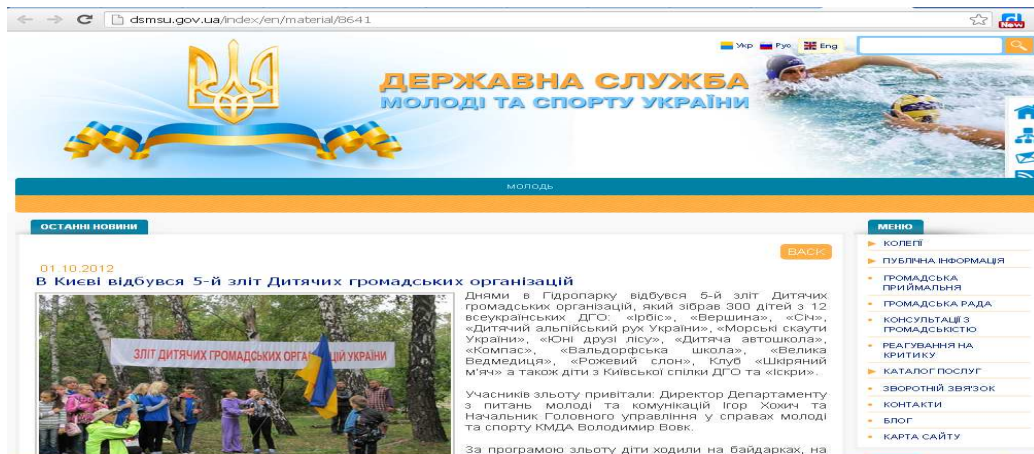 dsmsu.gov.ua/index/en/material/8641
New
Укр Рус Eng
ДЕРЖАВНА СЛУЖБА
МОЛОДІ ТА СПОРТУ УКРАЇНИ
МОЛОДЬ
ОСТАННІ НОВИНИ
BACK
01.10.2012
В Києві відбувся 5-й зліт Дитячих громадських організацій
ЗЛІТ ДИТЯЧИХ ГРОМАДСЬКИХ ОРГАНІЗАЦІЙ УКРАЇНИ
Днями в Гідропарку відбувся 5-й зліт Дитячих
громадських організацій, який зібрав 300 дітей з 12
всеукраїнських ДГО: «Ірбіс», «Вершина», «Січ»,
«Дитячий альпійський рух України», «Морські скаути
України», «Юні друзі лісу», «Дитяча автошкола»,
«Компас», «Вальдорфська школа», «Велика
Ведмедиця», «Рожевий слон», Клуб «Шкіряний
м'яч» а також діти з Київської спілки ДГО та «Іскри».
Учасників зльоту привітали: Директор Департаменту
з питань молоді та комунікацій Ігор Хохич та
Начальник Головного управління у справах молоді
та спорту КМДА Володимир Вовк.
За програмою зльоту діти ходили на байдарках, на
МЕНЮ
КОЛЕГІЇ
ПУБЛІЧНА ІНФОРМАЦІЯ
ГРОМАДСЬКА
ПРИЙМАЛЬНЯ
ГРОМАДСЬКА РАДА
КОНСУЛЬТАЦІЇ З
ГРОМАДСЬКІСТЮ
РЕАГУВАННЯ НА
КРИТИКУ
КАТАЛОГ ПОСЛУГ
ЗВОРОТНІЙ ЗВЯЗОК
КОНТАКТИ
БЛОГ
КАРТА САЙТУ